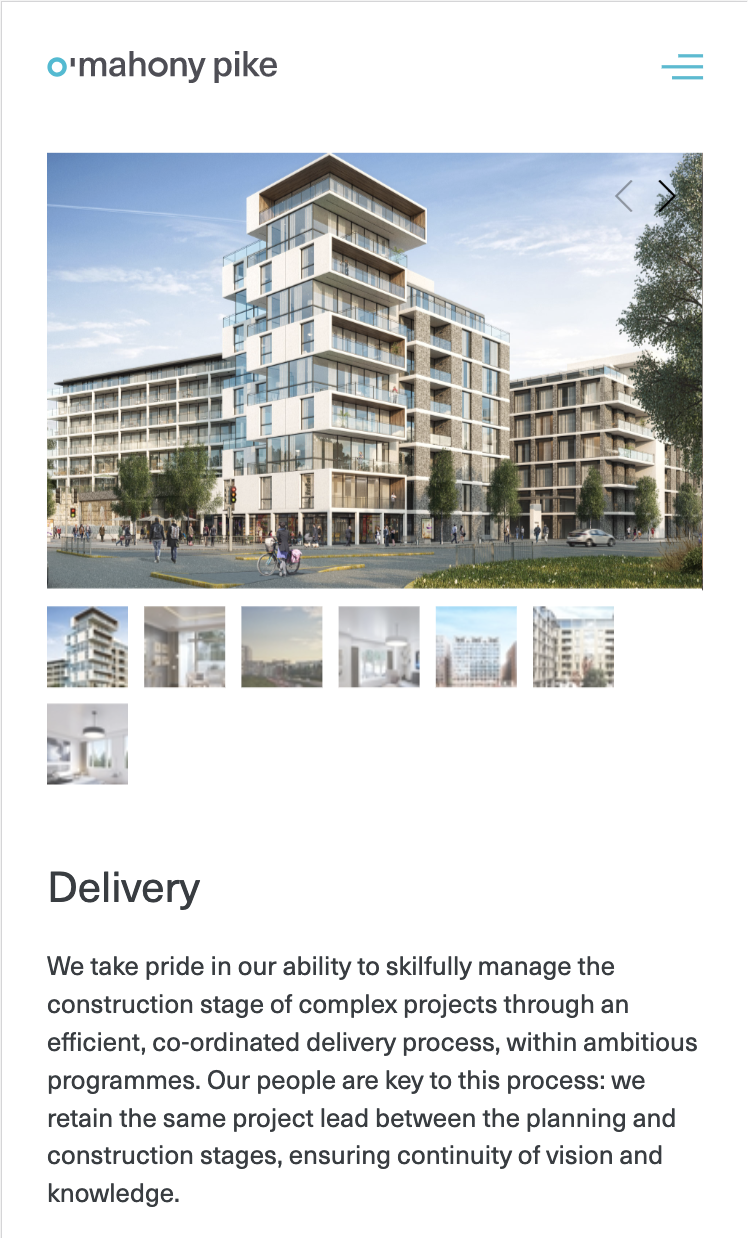 o'mahony pike
Delivery
We take pride in our ability to skilfully manage the
construction stage of complex projects through an
efficient, co-ordinated delivery process, within ambitious
programmes. Our people are key to this process: we
retain the same project lead between the planning and
construction stages, ensuring continuity of vision and
knowledge.